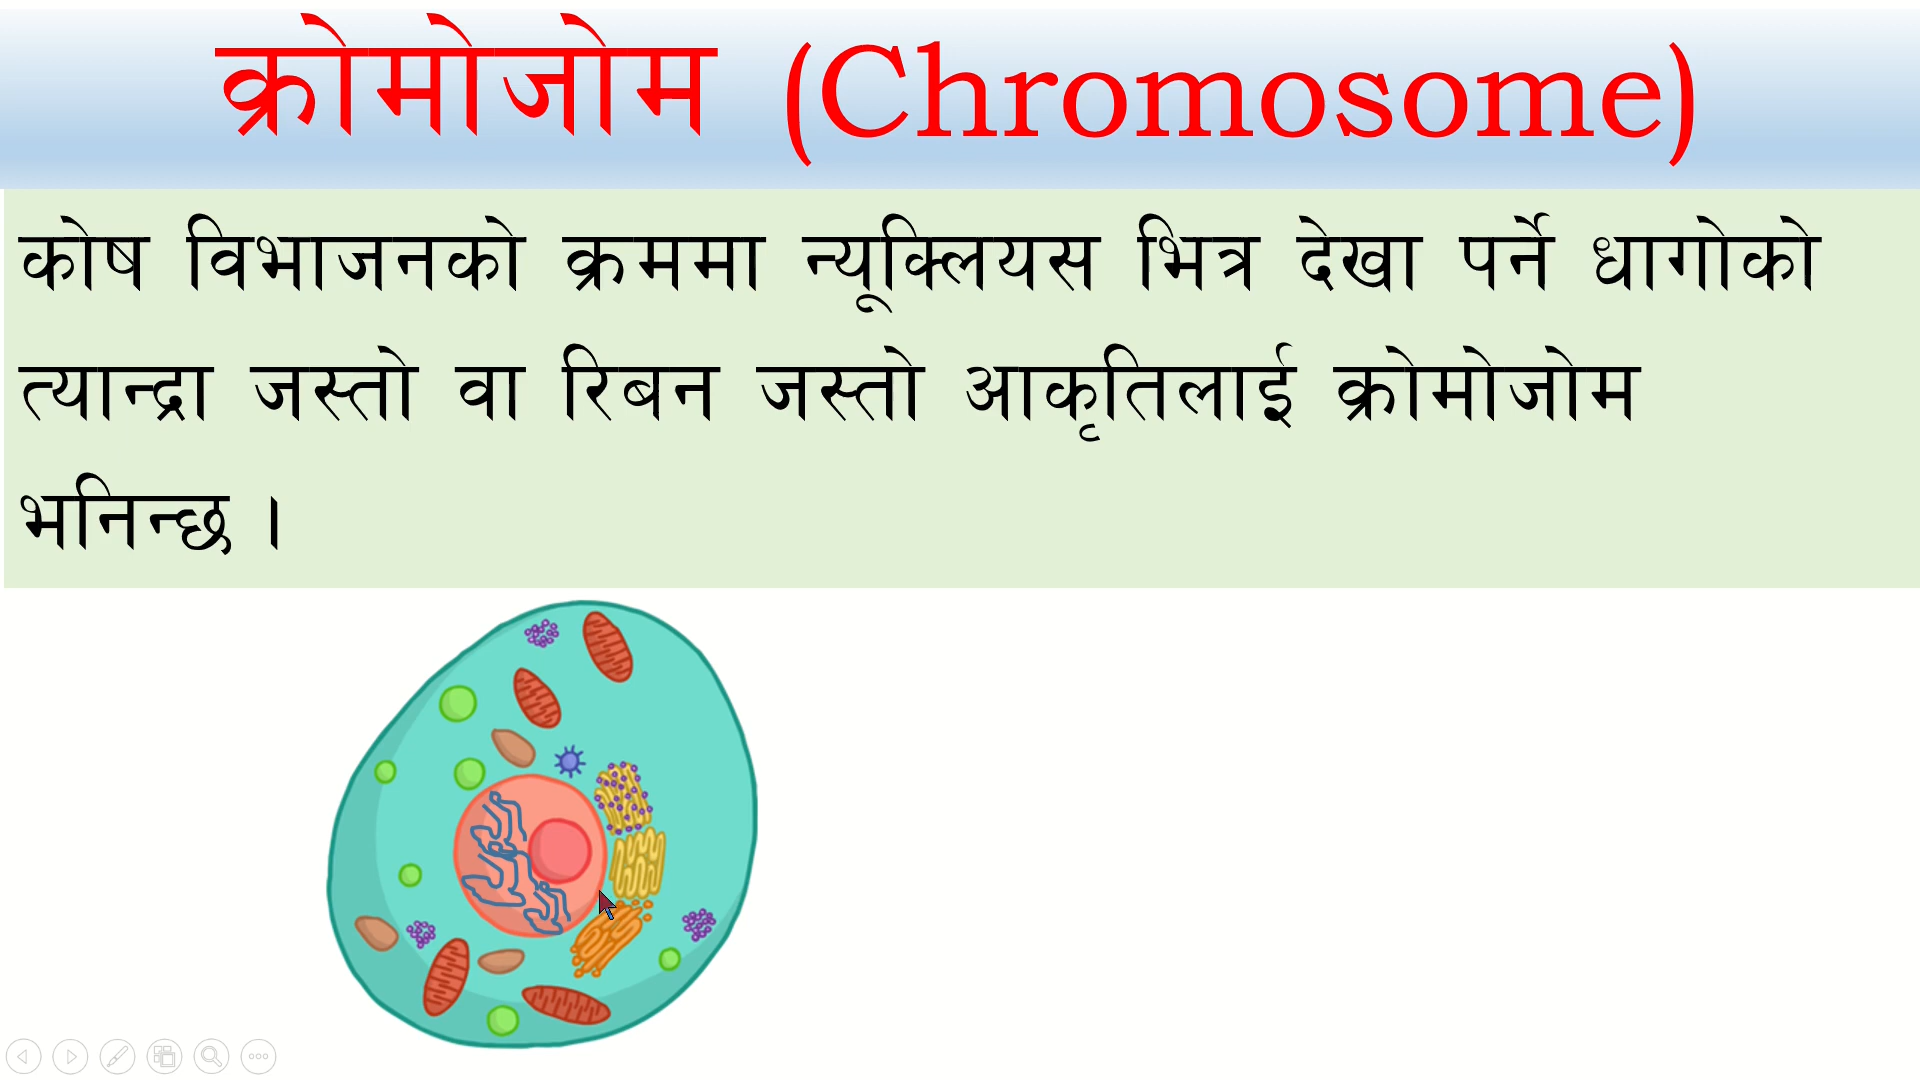 क्रोमोजोम (Chromosome)
कोष विभाजनको क्रममा न्यूक्लियस भित्र देखा पर्ने धागोको
त्यान्द्रा जस्तो वा रिबन जस्तो आकृतिलाई क्रोमोजोम
भनिन्छ ।